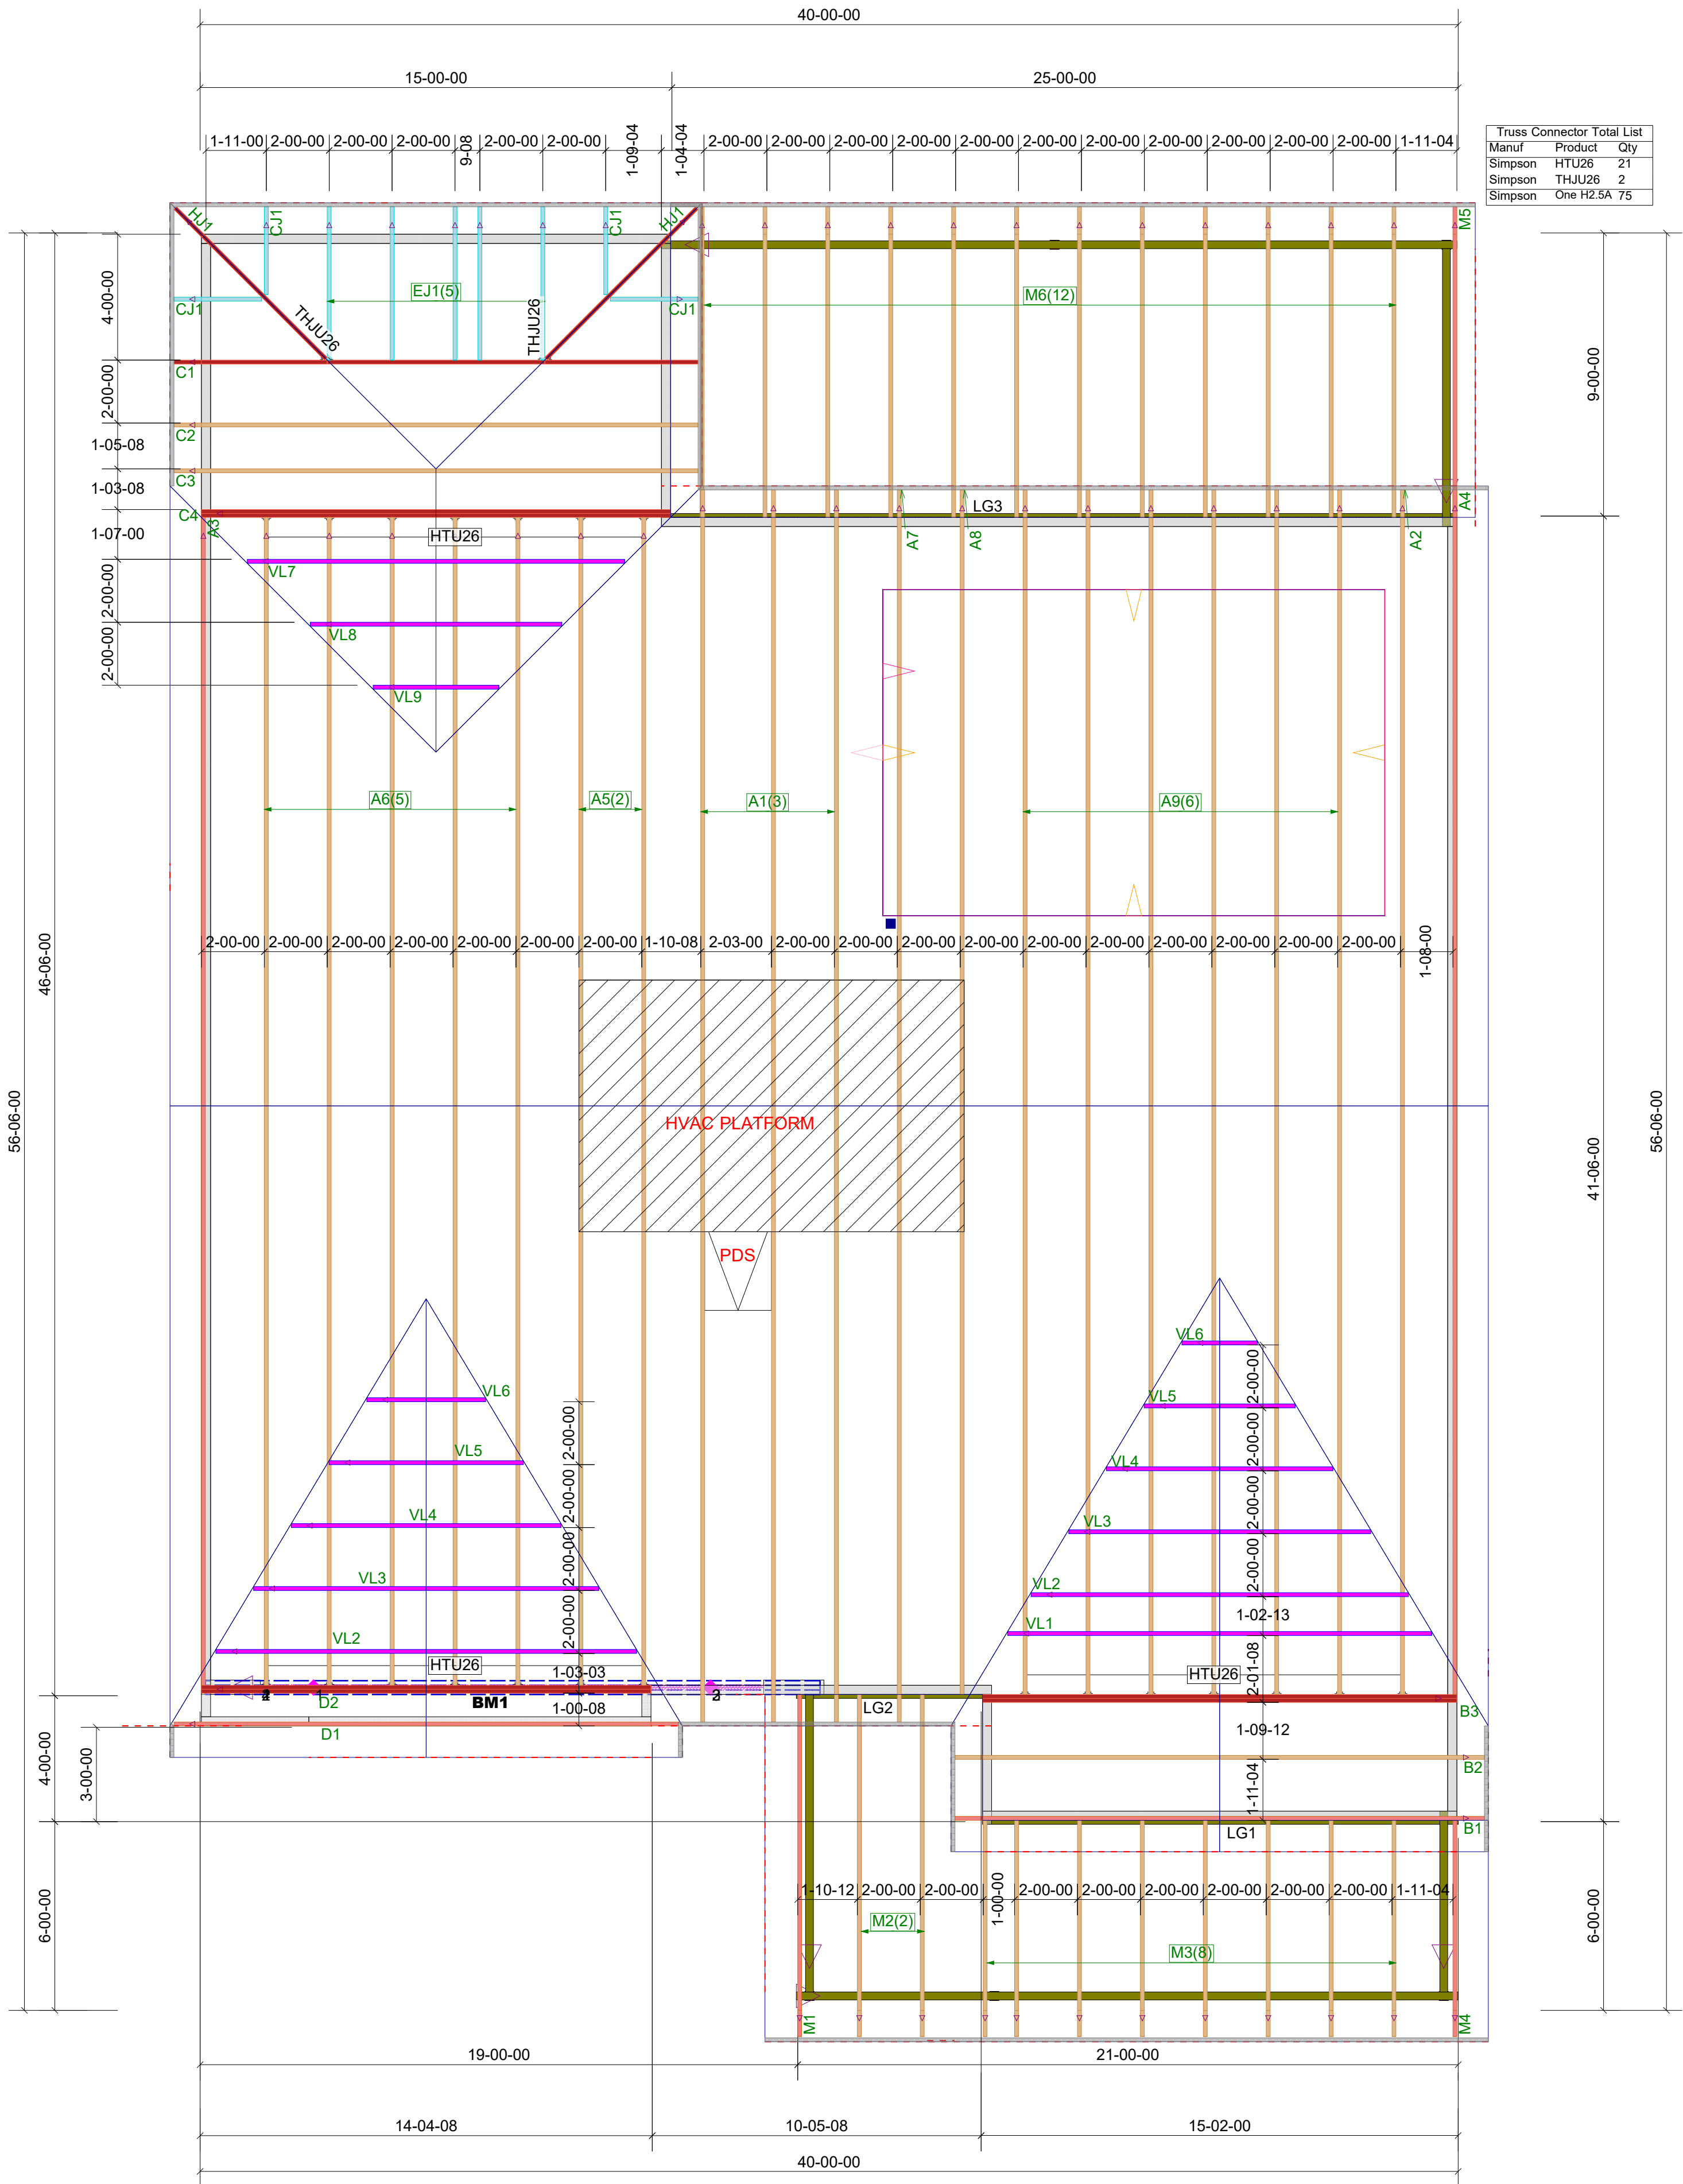 40-00-00
15-00-00
25-00-00
1-11-00
2-00-00
2-00-00
2-00-00
9-08
2-00-00
2-00-00
1-09-04
1-04-04
2-00-00
2-00-00
2-00-00
2-00-00
2-00-00
2-00-00
2-00-00
2-00-00
2-00-00
2-00-00
2-00-00
1-11-04
Truss Connector Total List
Manuf Product Qty
Simpson HTU26 21
Simpson THJU26 2
Simpson One H2.5A 75
HJ1
CJ1
CJ1
HJ1
M5
CJ1
EJ1(5)
CJ1
M6(12)
THJU26
THJU26
4-00-00
9-00-00
C1
2-00-00
C2
1-05-08
C3
1-03-08
C4
A3
LG3
A4
1-07-00
HTU26
A7
A8
A2
VL7
2-00-00
VL8
2-00-00
VL9
A6(5)
A5(2)
A1(3)
A9(6)
2-00-00
2-00-00
2-00-00
2-00-00
2-00-00
2-00-00
2-00-00
1-10-08
2-03-00
2-00-00
2-00-00
2-00-00
2-00-00
2-00-00
2-00-00
2-00-00
2-00-00
2-00-00
2-00-00
1-08-00
46-06-00
56-06-00
HVAC PLATFORM
56-06-00
41-06-00
PDS
VL6
2-00-00
VL6
VL5
2-00-00
2-00-00
VL5
VL4
2-00-00
2-00-00
VL4
VL3
2-00-00
2-00-00
VL3
VL2
2-00-00
1-02-13
2-00-00
VL2
VL1
HTU26
1-03-03
2-01-08
HTU26
D2
BM1
1-00-08
LG2
B3
D1
1-09-12
4-00-00
3-00-00
B2
1-11-04
B1
LG1
1-10-12
2-00-00
2-00-00
1-00-00
2-00-00
2-00-00
2-00-00
2-00-00
2-00-00
2-00-00
1-11-04
M2(2)
6-00-00
6-00-00
M3(8)
M1
M4
19-00-00
21-00-00
14-04-08
10-05-08
15-02-00
40-00-00